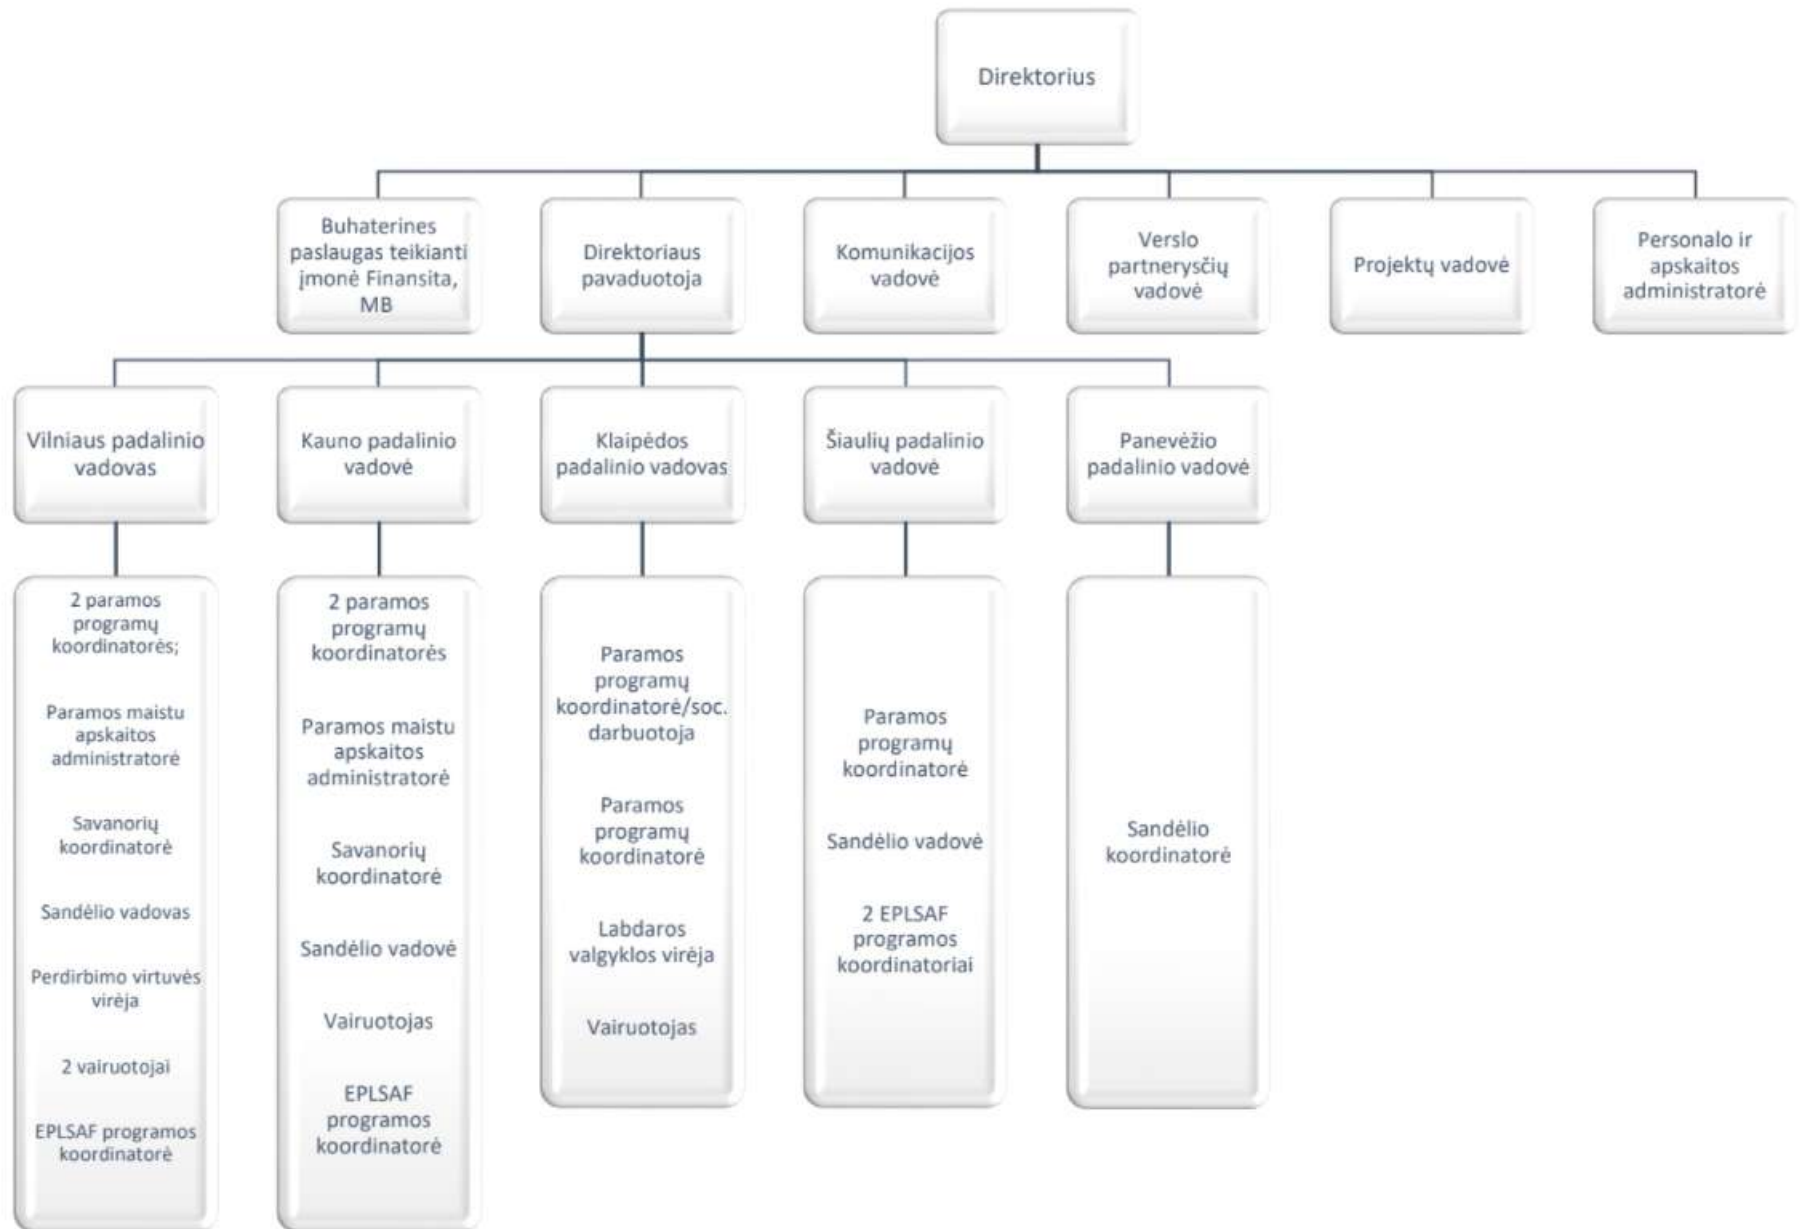 Direktorius
Buhaterines
paslaugas teikianti
įmonė Finansita,
MB
Direktoriaus
pavaduotoja
Komunikacijos
vadovė
Verslo
partnerysčių
vadovė
Projektų vadovė
Personalo ir
apskaitos
administratorė
Vilniaus padalinio
vadovas
Kauno padalinio
vadovė
Klaipėdos
padalinio vadovas
Šiaulių padalinio
vadovė
Panevėžio
padalinio vadovė
2 paramos
programų
koordinatorės;
Paramos maistu
apskaitos
administratorė
Savanorių
koordinatorė
Sandėlio vadovas
Perdirbimo virtuvės
virėja
2 vairuotojai
EPLSAF programos
koordinatorė
2 paramos
programų
koordinatorės
Paramos maistu
apskaitos
administratorė
Savanorių
koordinatorė
Sandėlio vadovė
Vairuotojas
EPLSAF
programos
koordinatorė
Paramos
programų
koordinatorė/soc.
darbuotoja
Paramos
programų
koordinatorė
Labdaros
valgyklos virėja
Vairuotojas
Paramos
programų
koordinatorė
Sandėlio vadovė
2 EPLSAF
programos
koordinatoriai
Sandėlio
koordinatorė